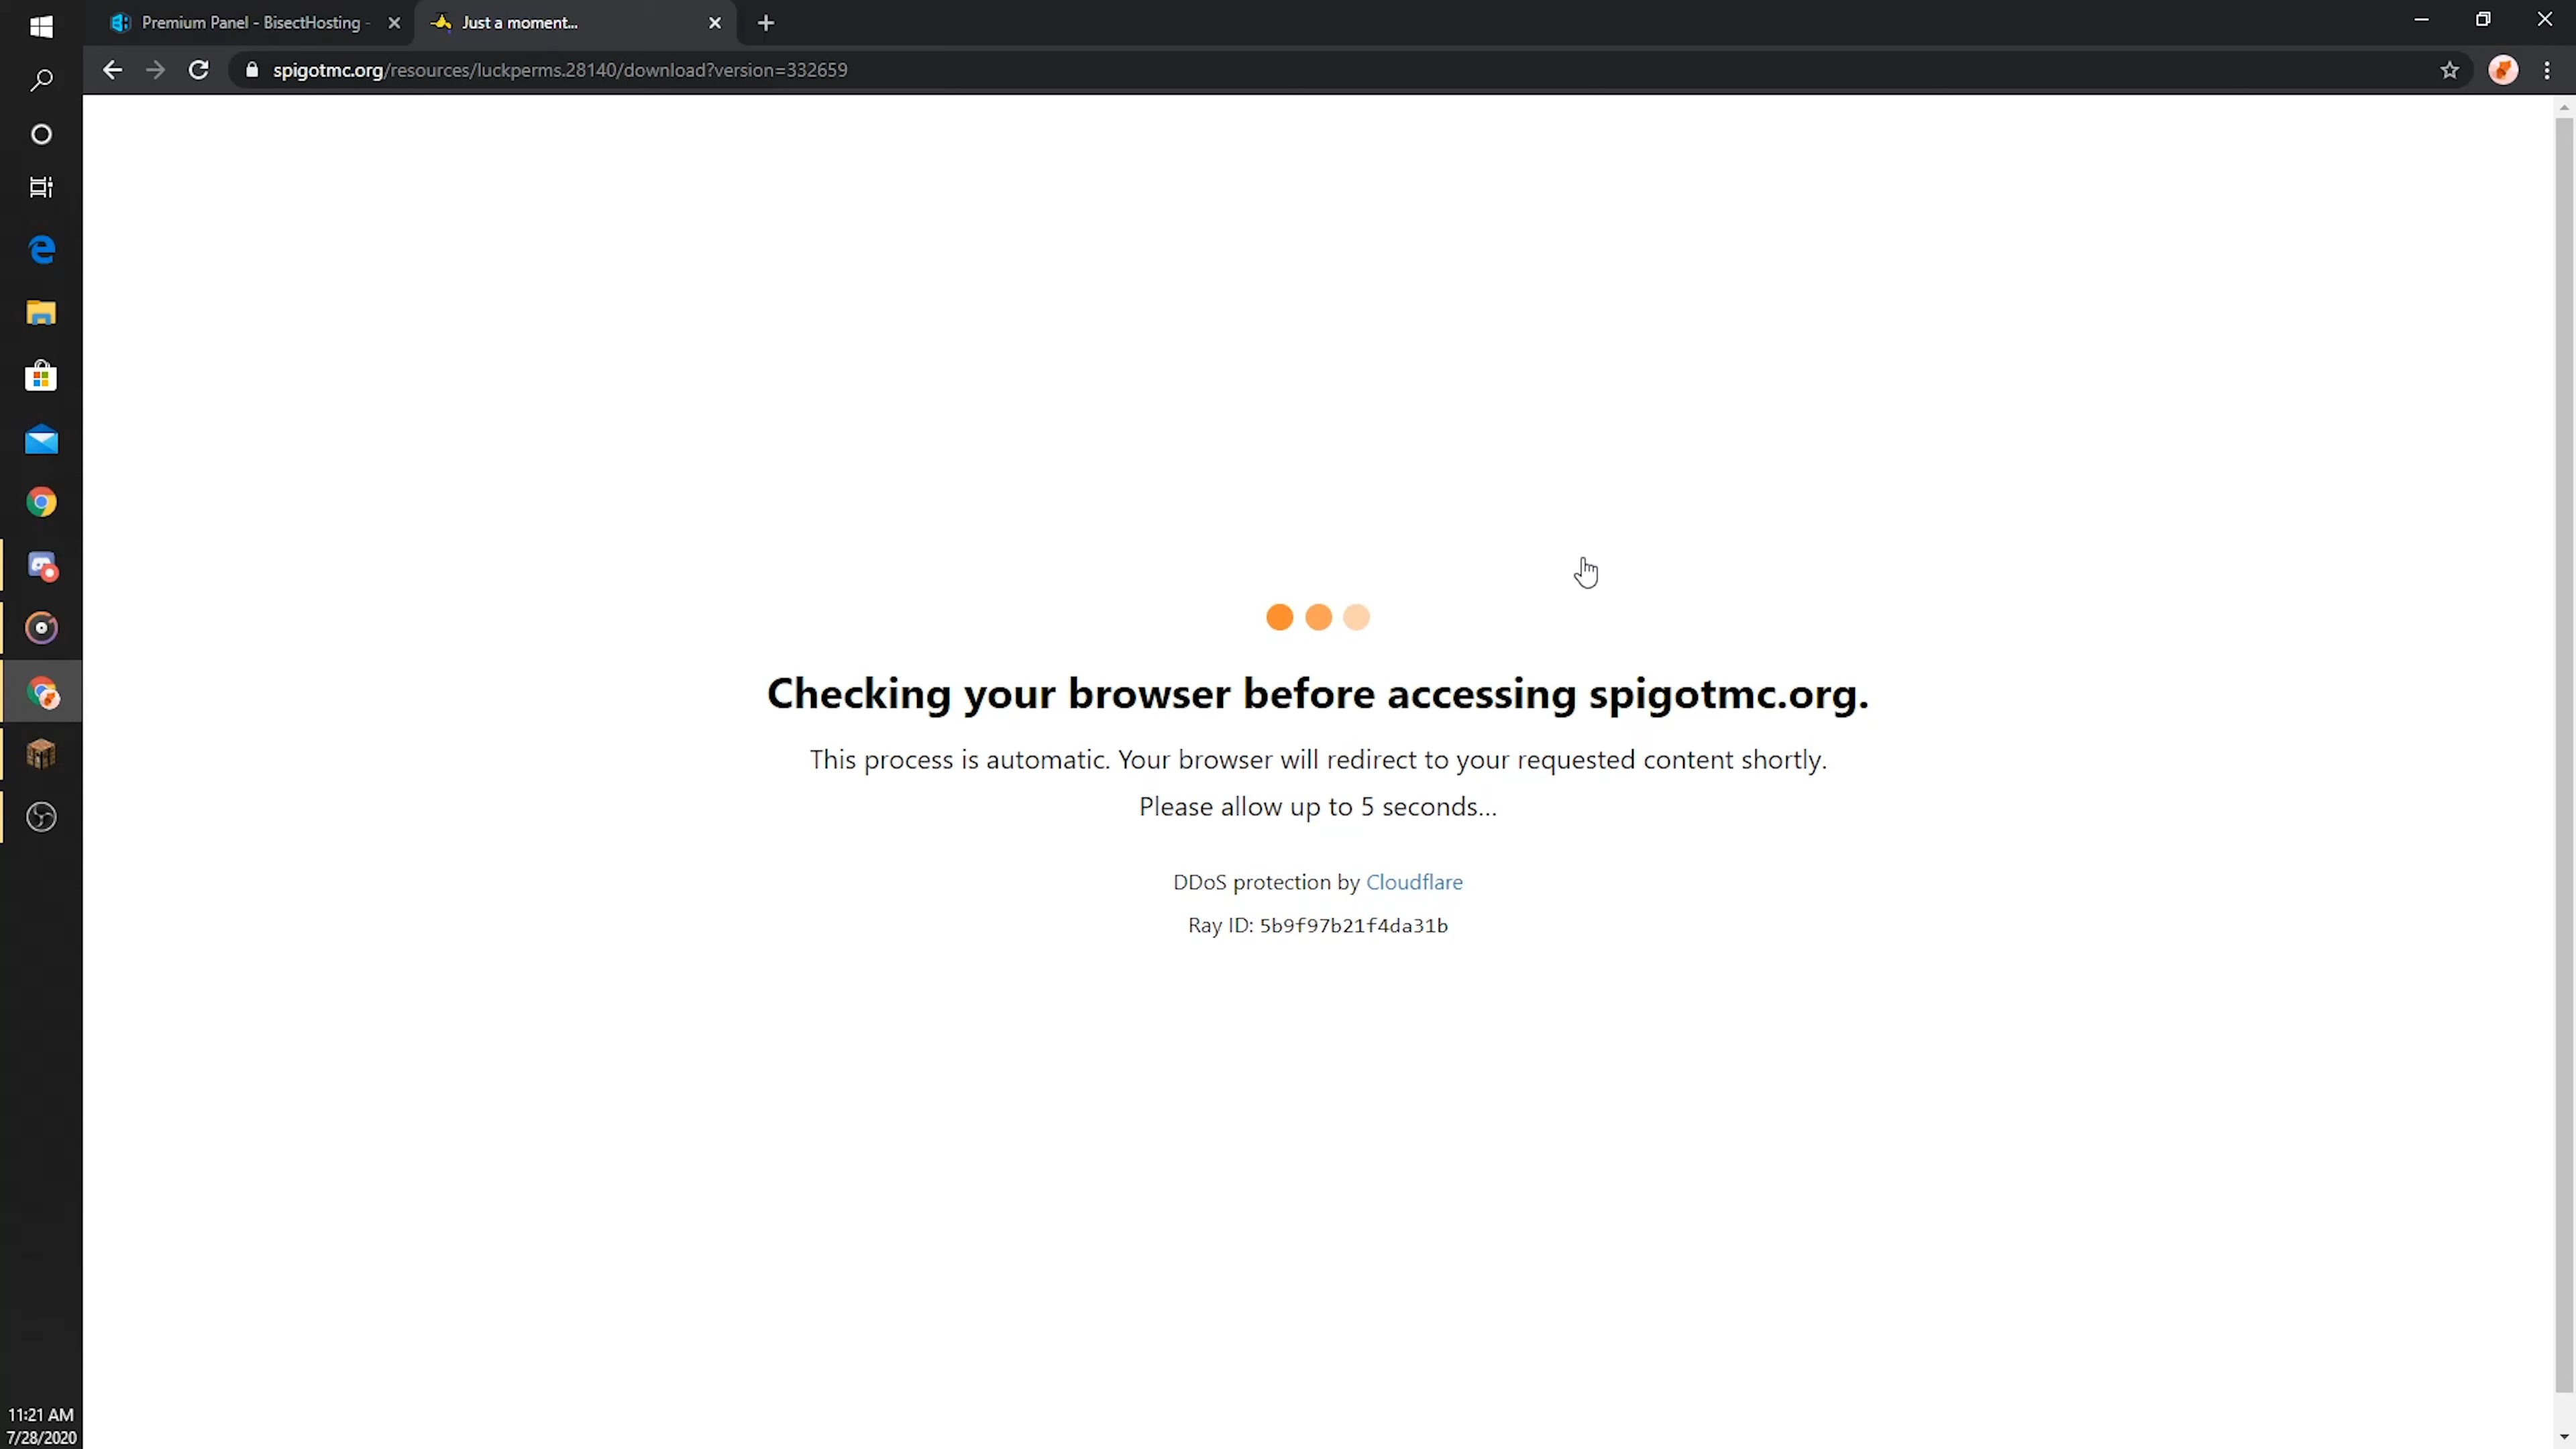 Premium Panel - BisectHosting -
Just a moment...
spigotmc.org/resources/luckperms.28140/download?version=332659
Checking your browser before accessing spigotmc.org.
This process is automatic. Your browser will redirect to your requested content shortly.
Please allow up to 5 seconds...
DDoS protection by Cloudflare
Ray ID: 5b9f97b21f4da31b
11:21 AM
7/28/2020